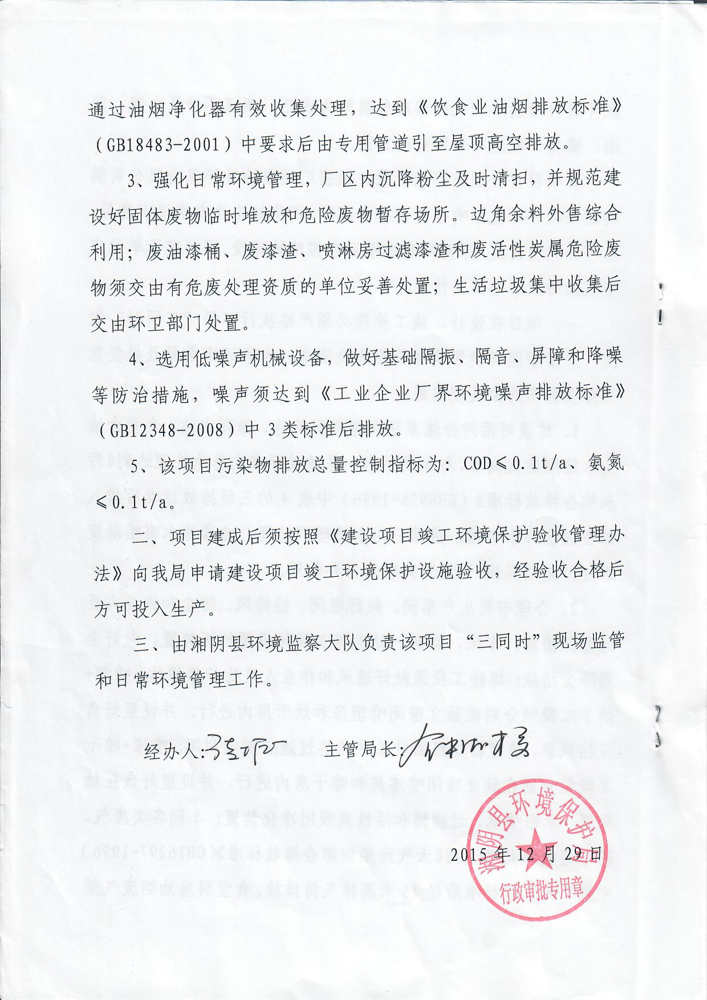 通过油烟净化器有效收集处理，达到《饮食业油烟排放标准》
（GB18483-2001）中要求后由专用管道引至屋顶高空排放。
3、强化日常环境管理，厂区内沉降粉尘及时清扫，并规范建
设好固体废物临时堆放和危险废物暂存场所。边角余料外售综合
利用；废油漆桶、废漆渣、喷淋房过滤漆渣和废活性炭属危险废
物须交由有危废处理资质的单位妥善处置；生活垃圾集中收集后
交由环卫部门处置。
4、选用低噪声机械设备，做好基础隔振、隔音、屏障和降噪
等防治措施，噪声须达到《工业企业厂界环境噪声排放标准》
（GB12348-2008）中 3 类标准后排放。
5、该项目污染物排放总量控制指标为：COD≤0.1t/a、氨氮
≤0.1t/a。
二、项目建成后须按照《建设项目竣工环境保护验收管理办
法》向我局申请建设项目竣工环境保护设施验收，经验收合格后
方可投入生产。
三、由湘阴县环境监察大队负责该项目“三同时”现场监管
和日常环境管理工作。
经办人： 主管局长：
湘阴县环境保护局
2015 年 12 月 29 日
行政审批专用章